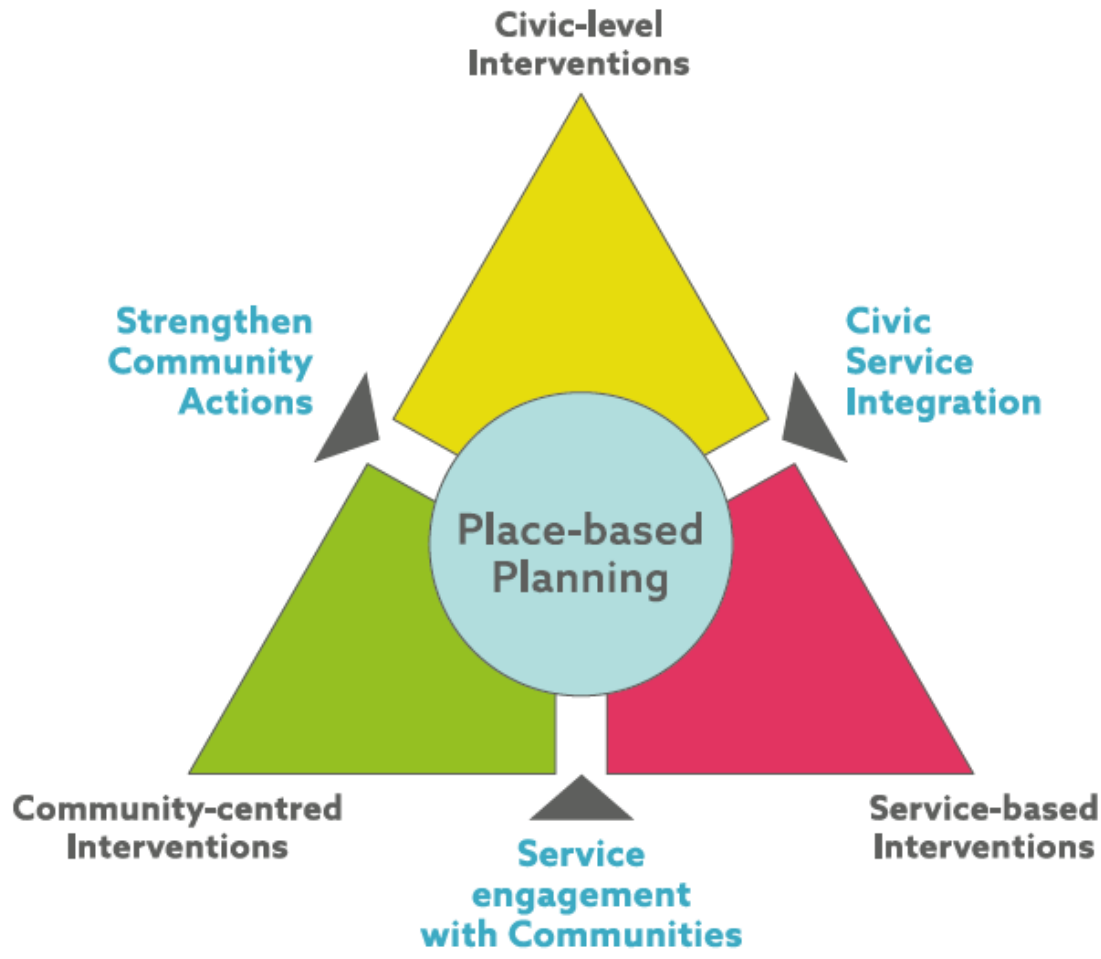 Civic-level
Interventions
Strengthen
Community
Actions
Civic
Service
Integration
Place-based
Planning
Community-centred
Interventions
Service-based
Interventions
Service
engagement
with Communities